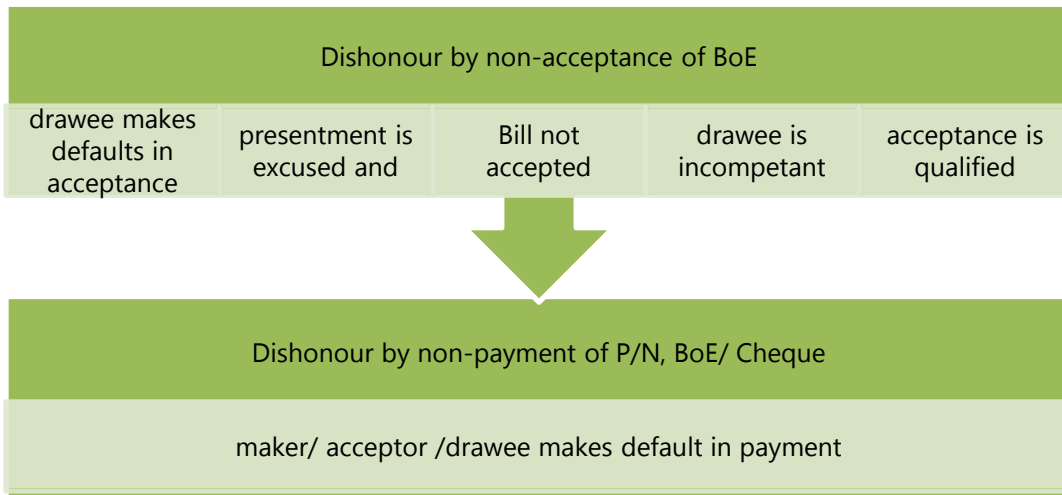 Dishonour by non-acceptance of BoE
drawee makes
defaults in
acceptance
presentment is
excused and
Bill not
accepted
drawee is
incompetant
acceptance is
qualified
Dishonour by non-payment of P/N, BoE/ Cheque
maker/ acceptor /drawee makes default in payment